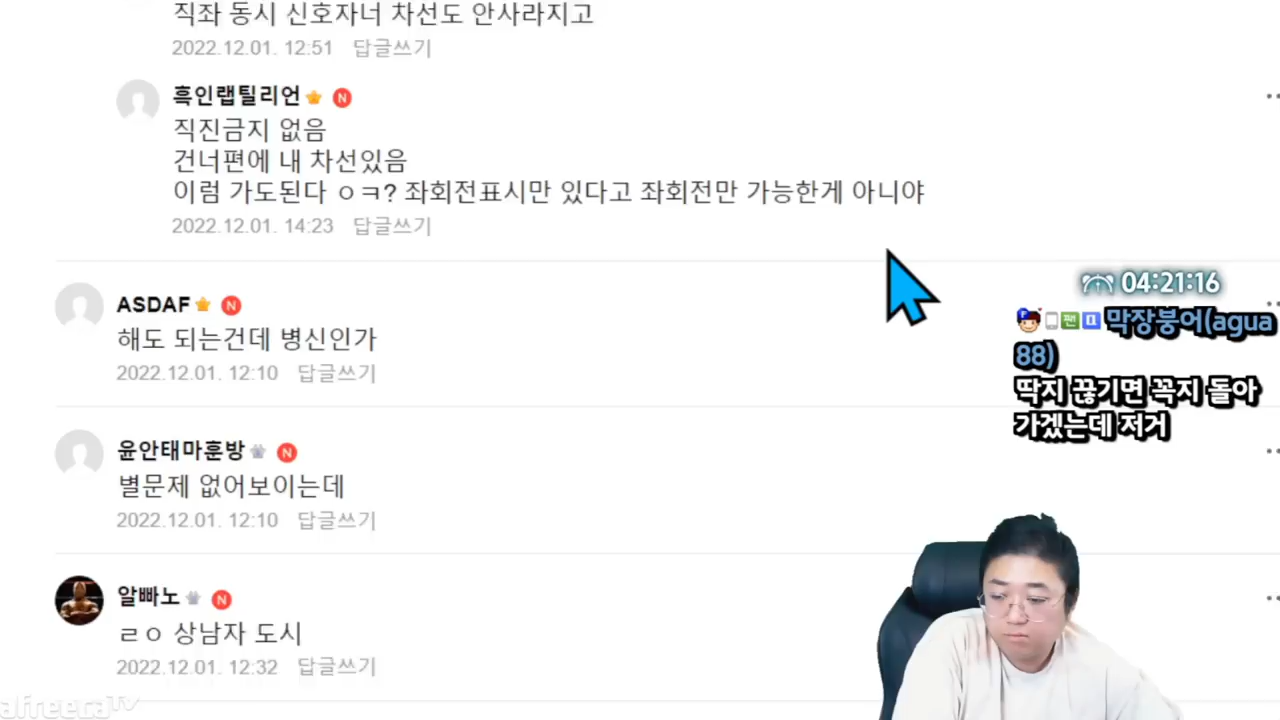 직좌 동시 신호자너 차선도 안사라지고
2022.12.01. 12:51 답글쓰기
흑인랩틸리언 N
직진금지 없음
건너편에 내 차선있음
이럼 가도된다 ㅇㅋ? 좌회전표시만 있다고 좌회전만 가능한게 아니야
2022.12.01. 14:23 답글쓰기
ASDAF N
해도 되는건데 병신인가
2022.12.01. 12:10 답글쓰기
윤안태마훈방 N
별문제 없어보이는데
2022.12.01. 12:10 답글쓰기
알빠노 N
ㄹㅇ 상남자 도시
2022.12.01. 12:32 답글쓰기
04:21:16
팬 막장붕어(agua
88)
딱지 끊기면 꼭지 돌아
가겠는데 저거
afreecaTV